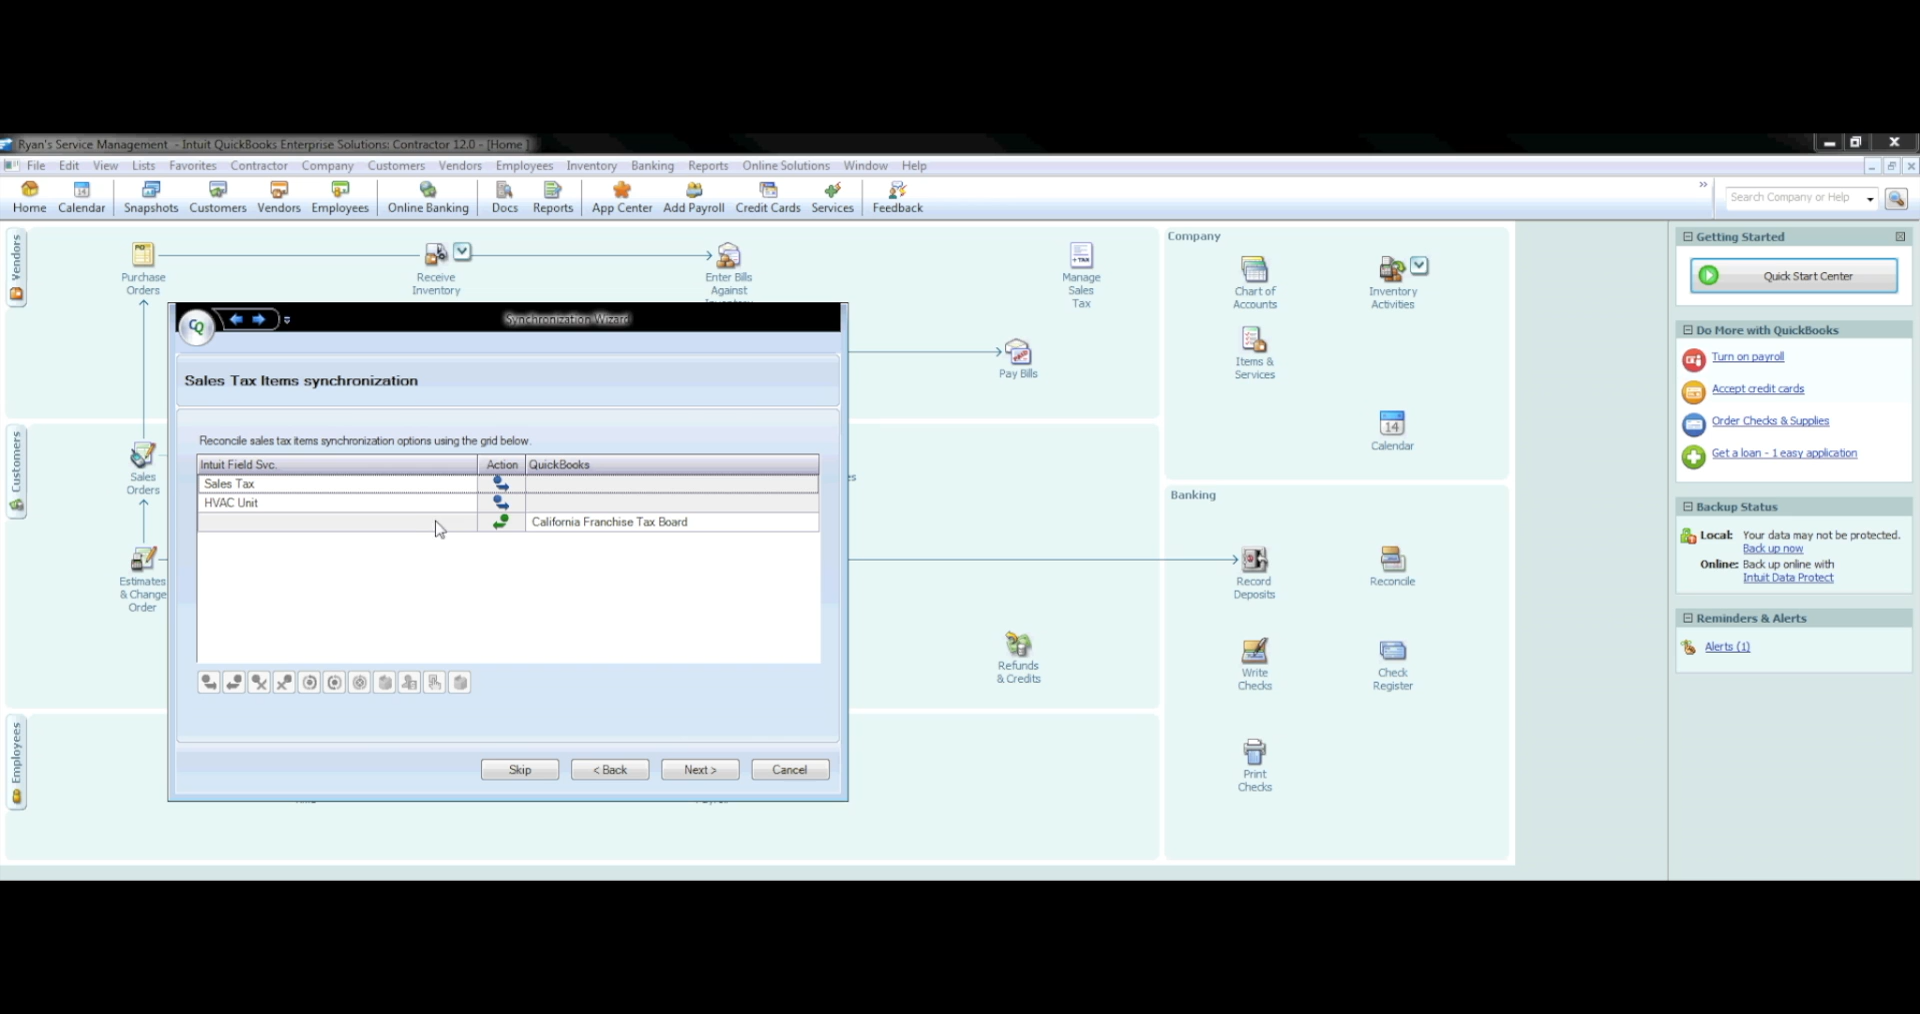 Ryan's Service Management - Intuit QuickBooks Enterprise Solutions: Contractor 12.0 - [Home ]
File Edit View Lists Favorites Contractor Company Customers Vendors Employees Inventory Banking Reports Online Solutions Window Help
Home Calendar Snapshots Customers Vendors Employees Online Banking Docs Reports App Center Add Payroll Credit Cards Services Feedback
Search Company or Help
Vendors
Purchase
Orders
Receive
Inventory
Enter Bills
Against
Manage
Sales
Tax
Pay Bills
Customers
Sales
Orders
Estimates
& Change
Order
Refunds
& Credits
Employees
CQ
Synchronization Wizard
Sales Tax Items synchronization
Reconcile sales tax items synchronization options using the grid below.
Intuit Field Svc. Action QuickBooks
Sales Tax
HVAC Unit
California Franchise Tax Board
Skip < Back Next > Cancel
Company
Chart of
Accounts
Inventory
Activities
Items &
Services
14
Calendar
Banking
Record
Deposits
Reconcile
Write
Checks
Check
Register
Print
Checks
Getting Started
Quick Start Center
Do More with QuickBooks
Turn on payroll
Accept credit cards
Order Checks & Supplies
Get a loan - 1 easy application
Backup Status
Local: Your data may not be protected.
Back up now
Online: Back up online with
Intuit Data Protect
Reminders & Alerts
Alerts (1)